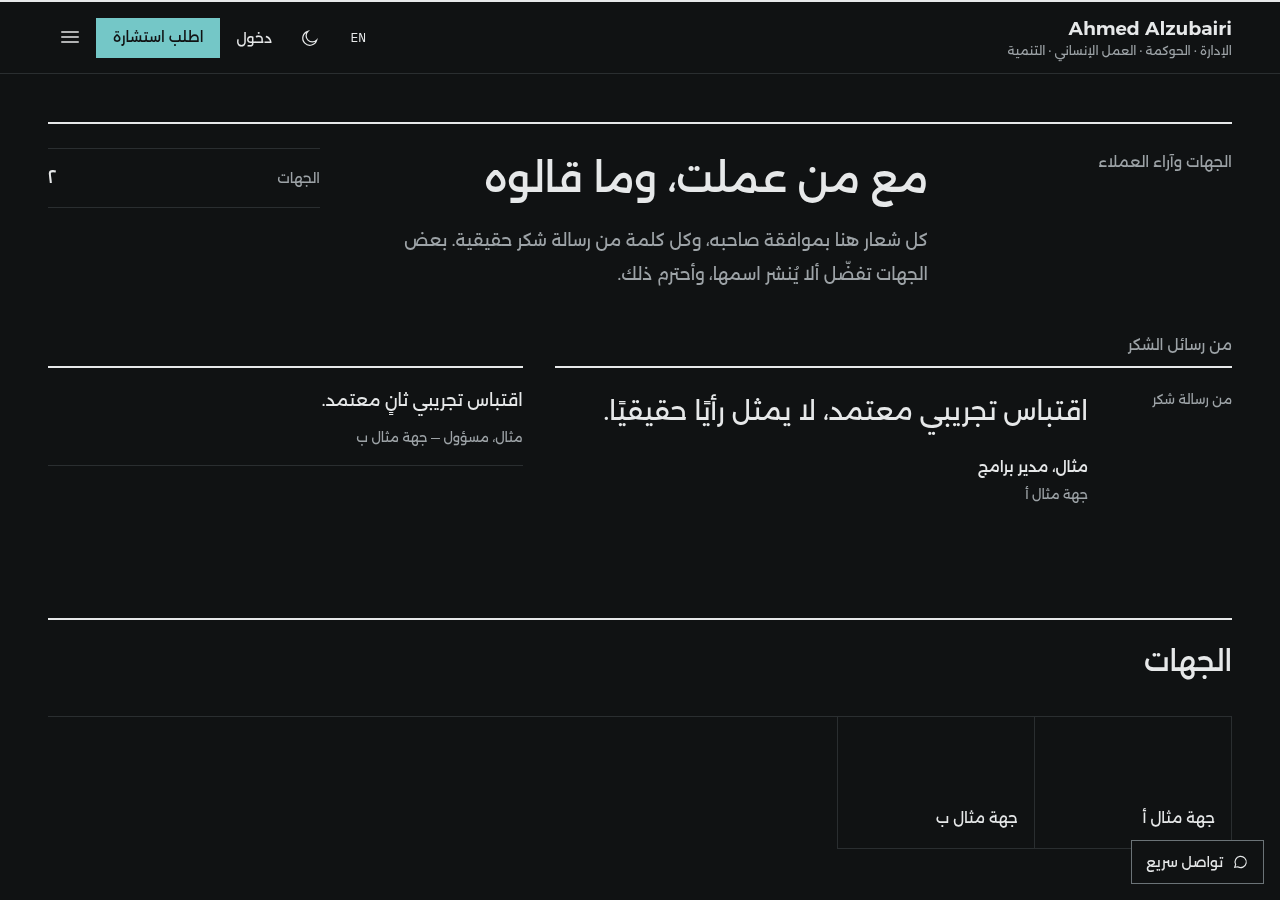 Ahmed Alzubairi
الإدارة · الحوكمة · العمل الإنساني · التنمية
EN
دخول
اطلب استشارة
الجهات وآراء العملاء
مع من عملت، وما قالوه
كل شعار هنا بموافقة صاحبه، وكل كلمة من رسالة شكر حقيقية. بعض
الجهات تفضّل ألا يُنشر اسمها، وأحترم ذلك.
الجهات
٢
من رسائل الشكر
من رسالة شكر
اقتباس تجريبي معتمد، لا يمثل رأيًا حقيقيًا.
مثال، مدير برامج
جهة مثال أ
اقتباس تجريبي ثانٍ معتمد.
مثال، مسؤول — جهة مثال ب
الجهات
جهة مثال أ
جهة مثال ب
تواصل سريع